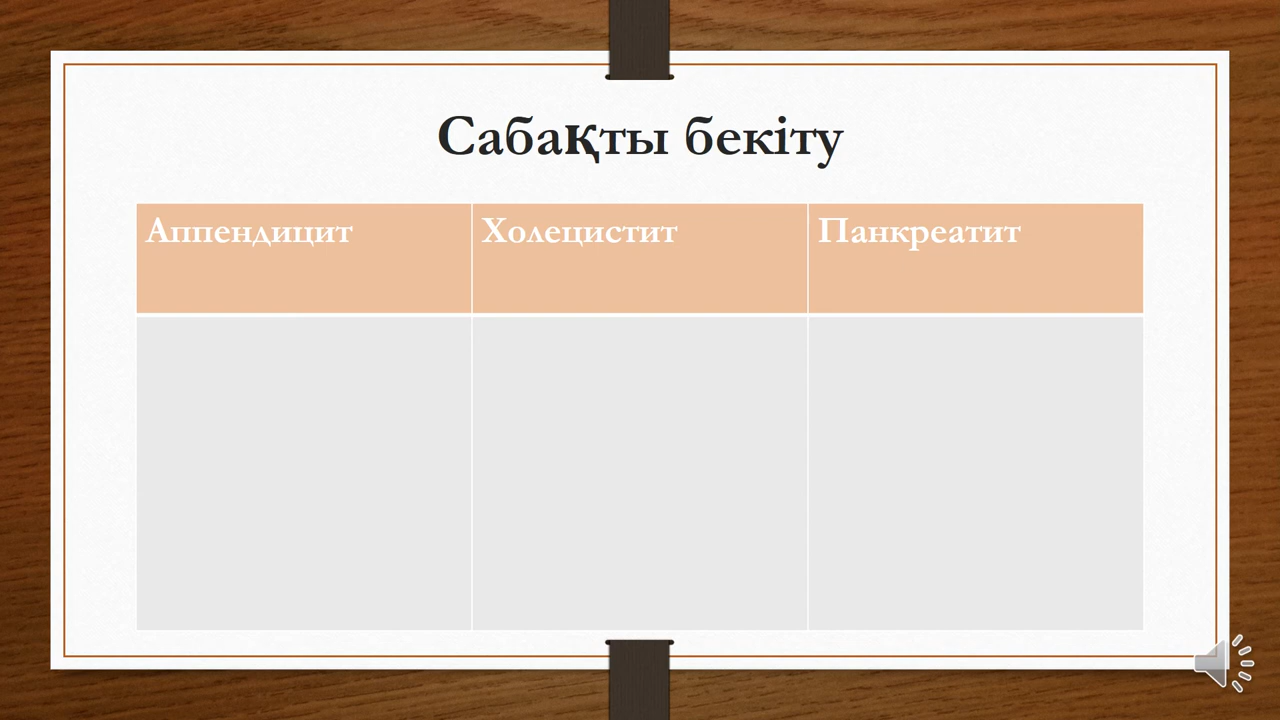 Сабақты бекіту
Аппендицит
Холецистит
Панкреатит